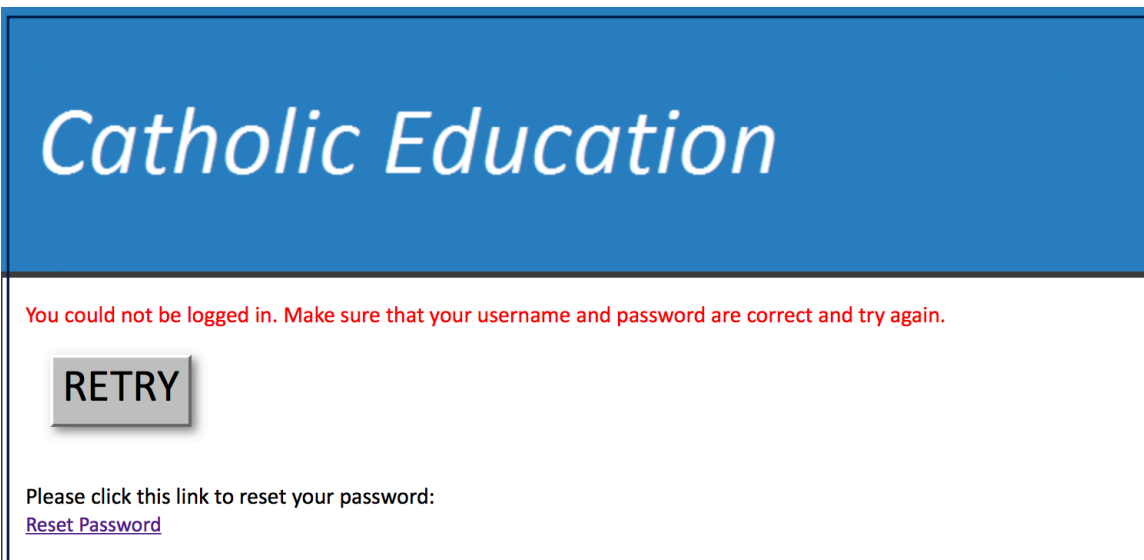 Catholic Education
You could not be logged in. Make sure that your username and password are correct and try again.
RETRY
Please click this link to reset your password:
Reset Password